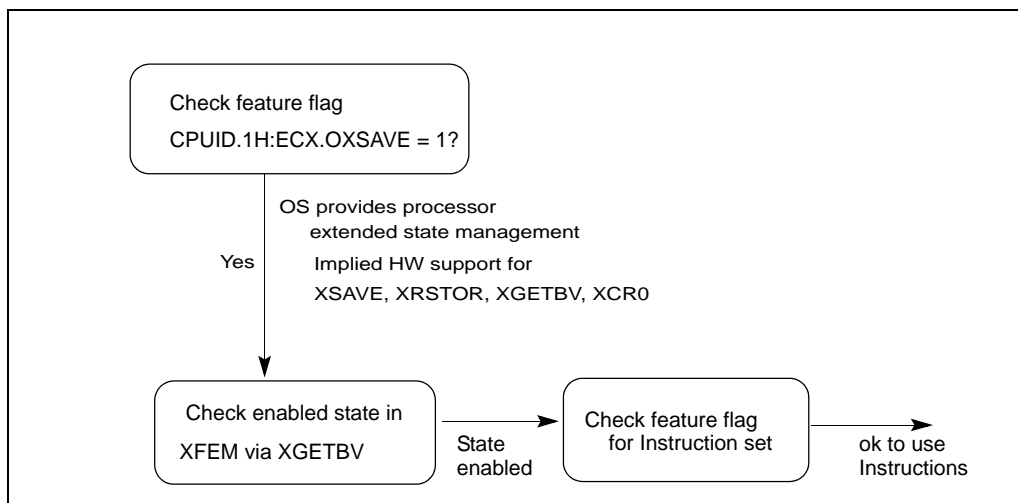 Check feature flag
CPUID.1H:ECX.OXSAVE = 1?
OS provides processor
extended state management
Yes
Implied HW support for
XSAVE, XRSTOR, XGETBV, XCR0
Check enabled state in
XFEM via XGETBV
State
enabled
Check feature flag
for Instruction set
ok to use
Instructions